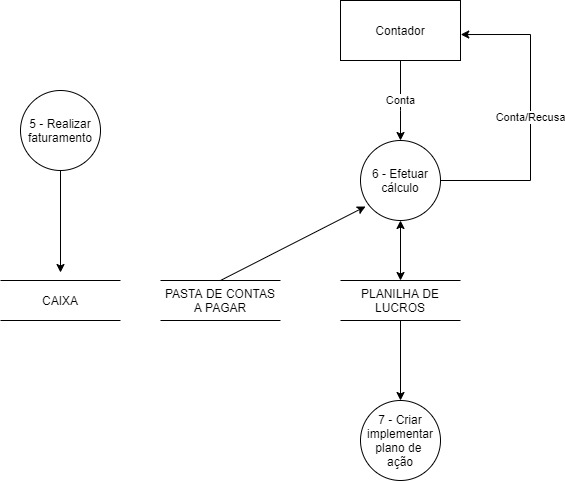 Contador
Conta
Conta/Recusa
5 - Realizar
faturamento
6 - Efetuar
cálculo
CAIXA
PASTA DE CONTAS
A PAGAR
PLANILHA DE
LUCROS
7 - Criar
implementar
plano de
ação